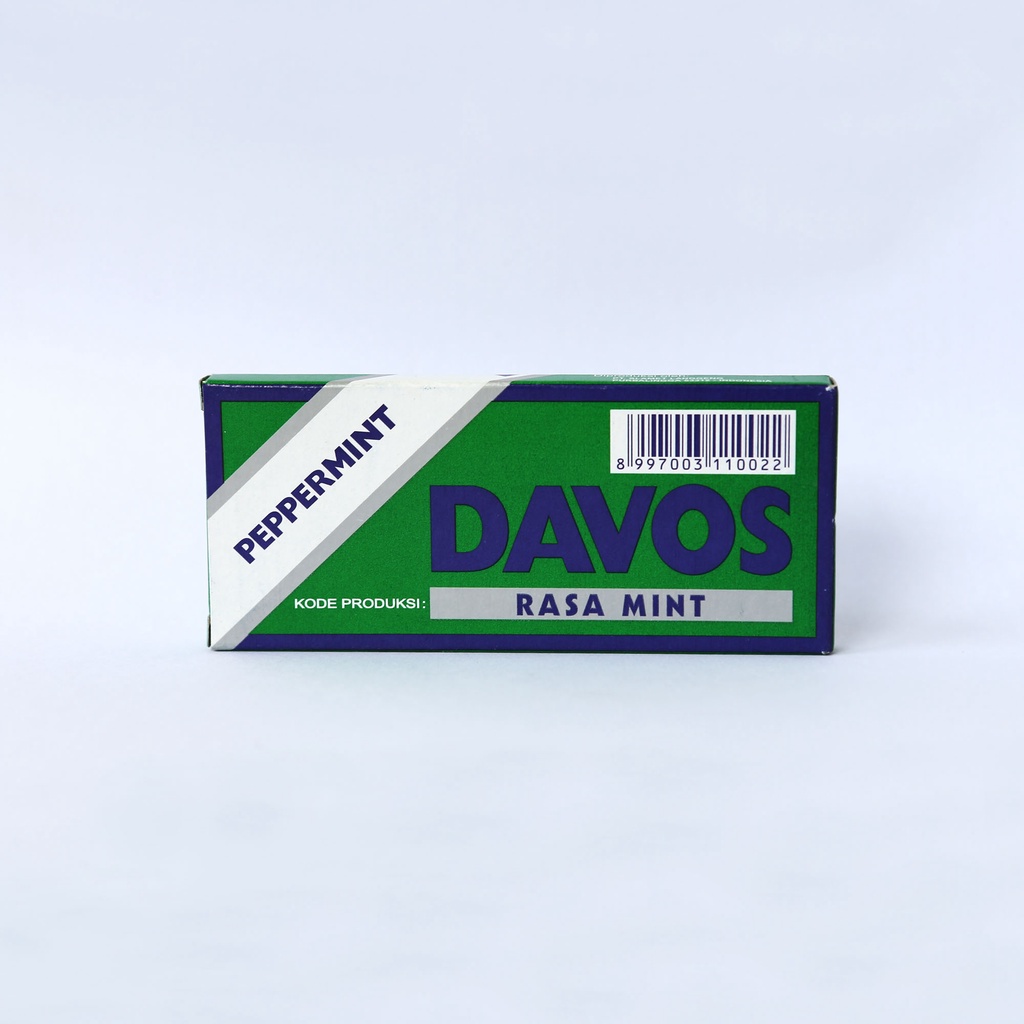 PEPPERMINT
8 997003 110022
DAVOS
KODE PRODUKSI:
RASA MINT